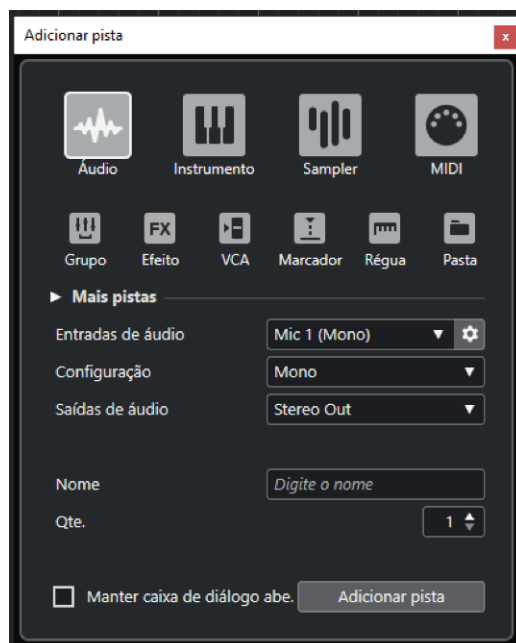 Adicionar pista
x
Áudio Instrumento Sampler MIDI
FX
Grupo Efeito VCA Marcador Régua Pasta
Mais pistas
Entradas de áudio Mic 1 (Mono)
Configuração Mono
Saídas de áudio Stereo Out
Nome Digite o nome
Qte. 1
Manter caixa de diálogo abe. Adicionar pista